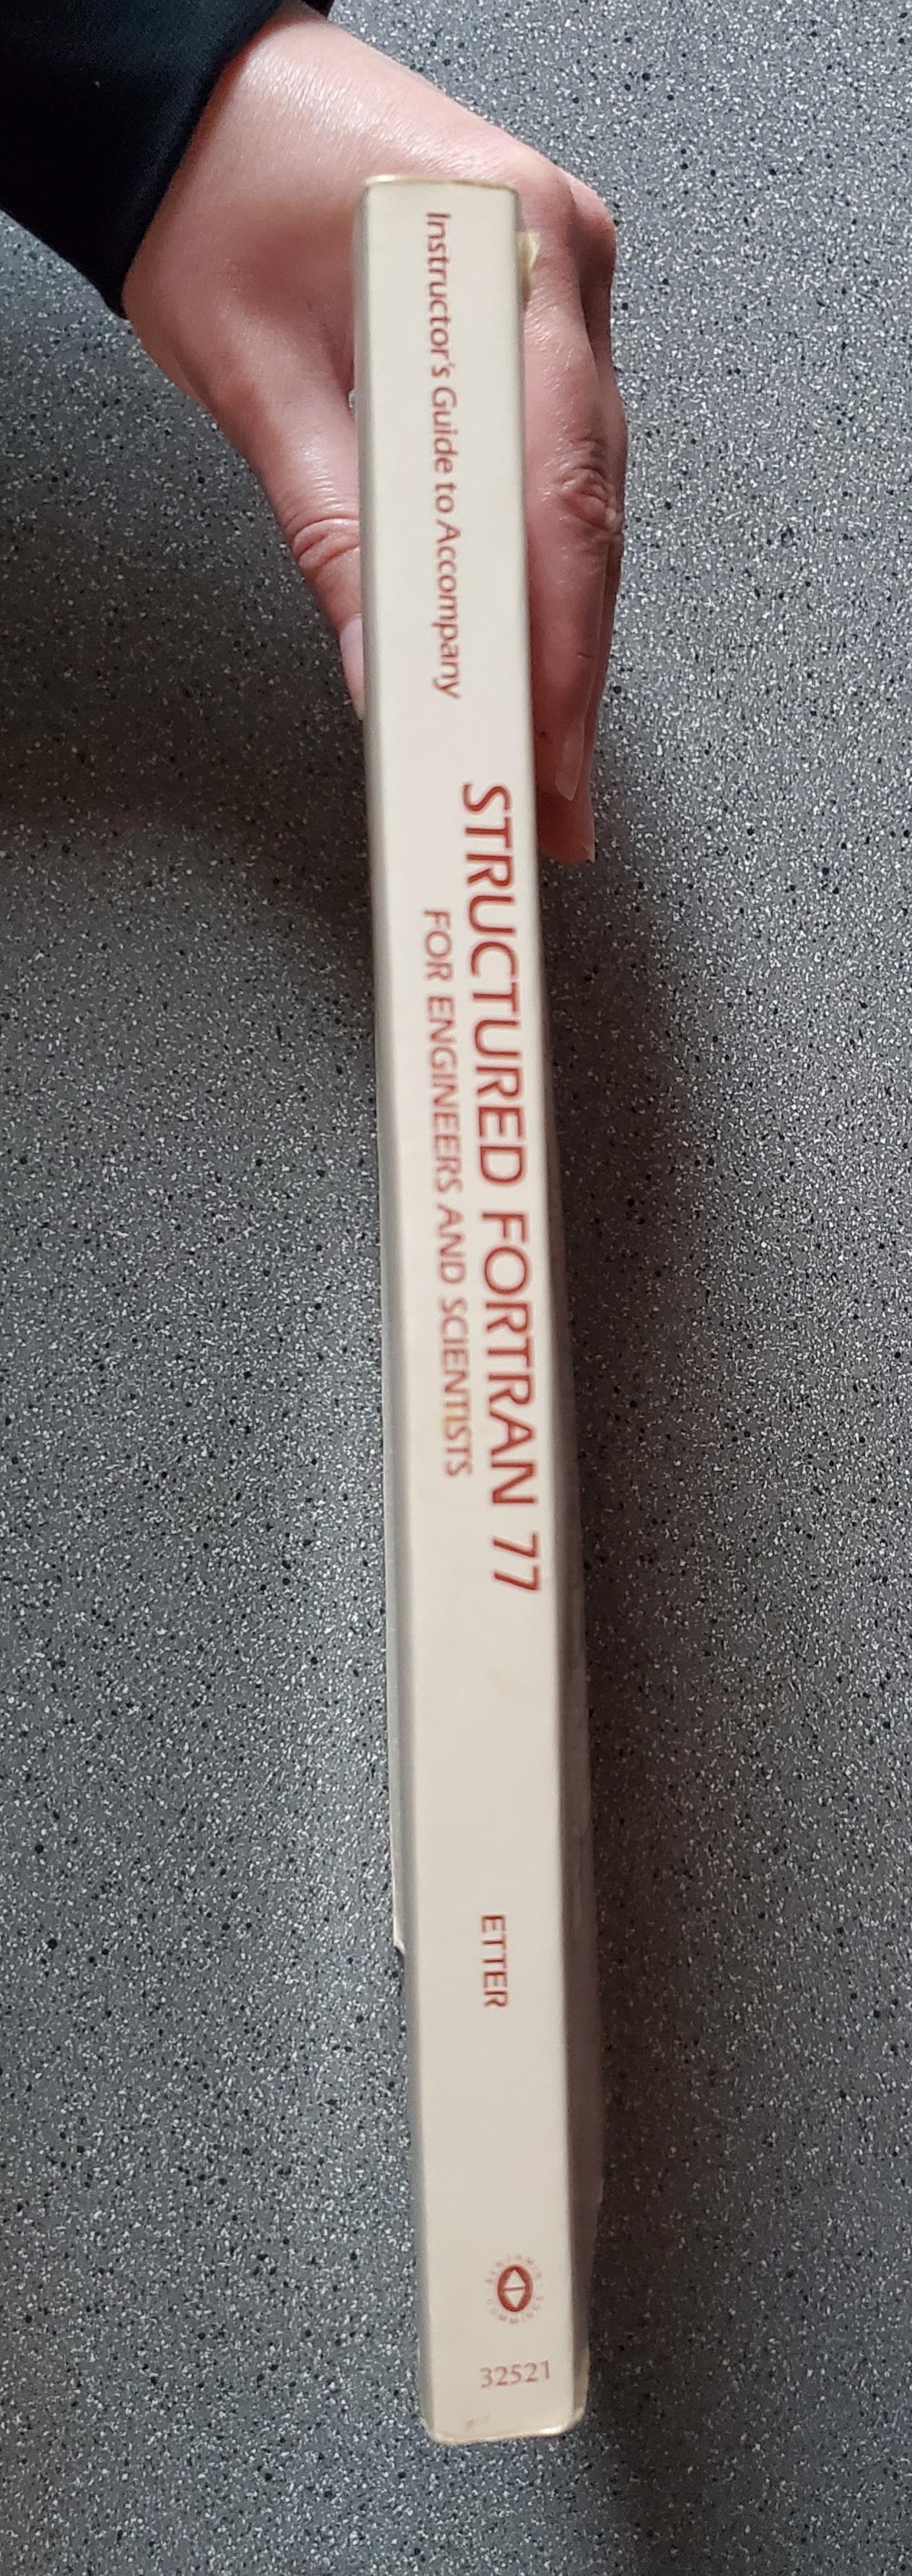 Instructor's Guide to Accompany
STRUCTURED FORTRAN 77
FOR ENGINEERS AND SCIENTISTS
ETTER
32521